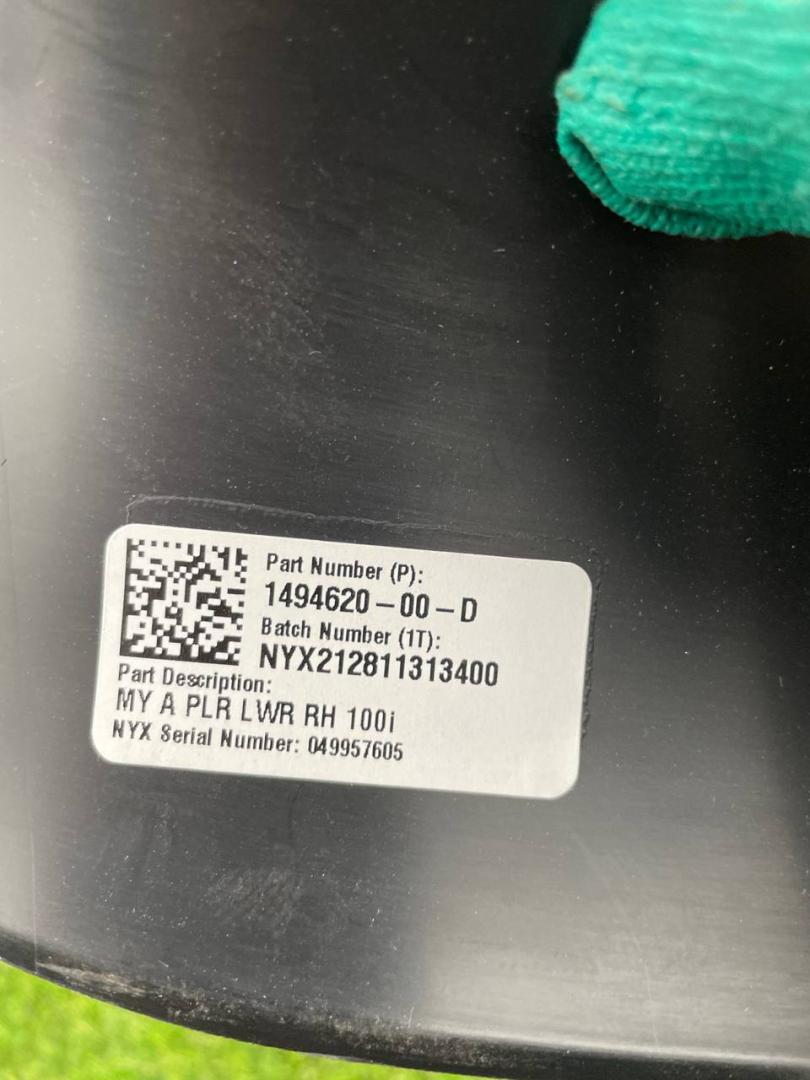 Part Number (P):
1494620-00-D
Batch Number (1T):
NYX212811313400
Part Description:
MY A PLR LWR RH 100i
NYX Serial Number: 049957605